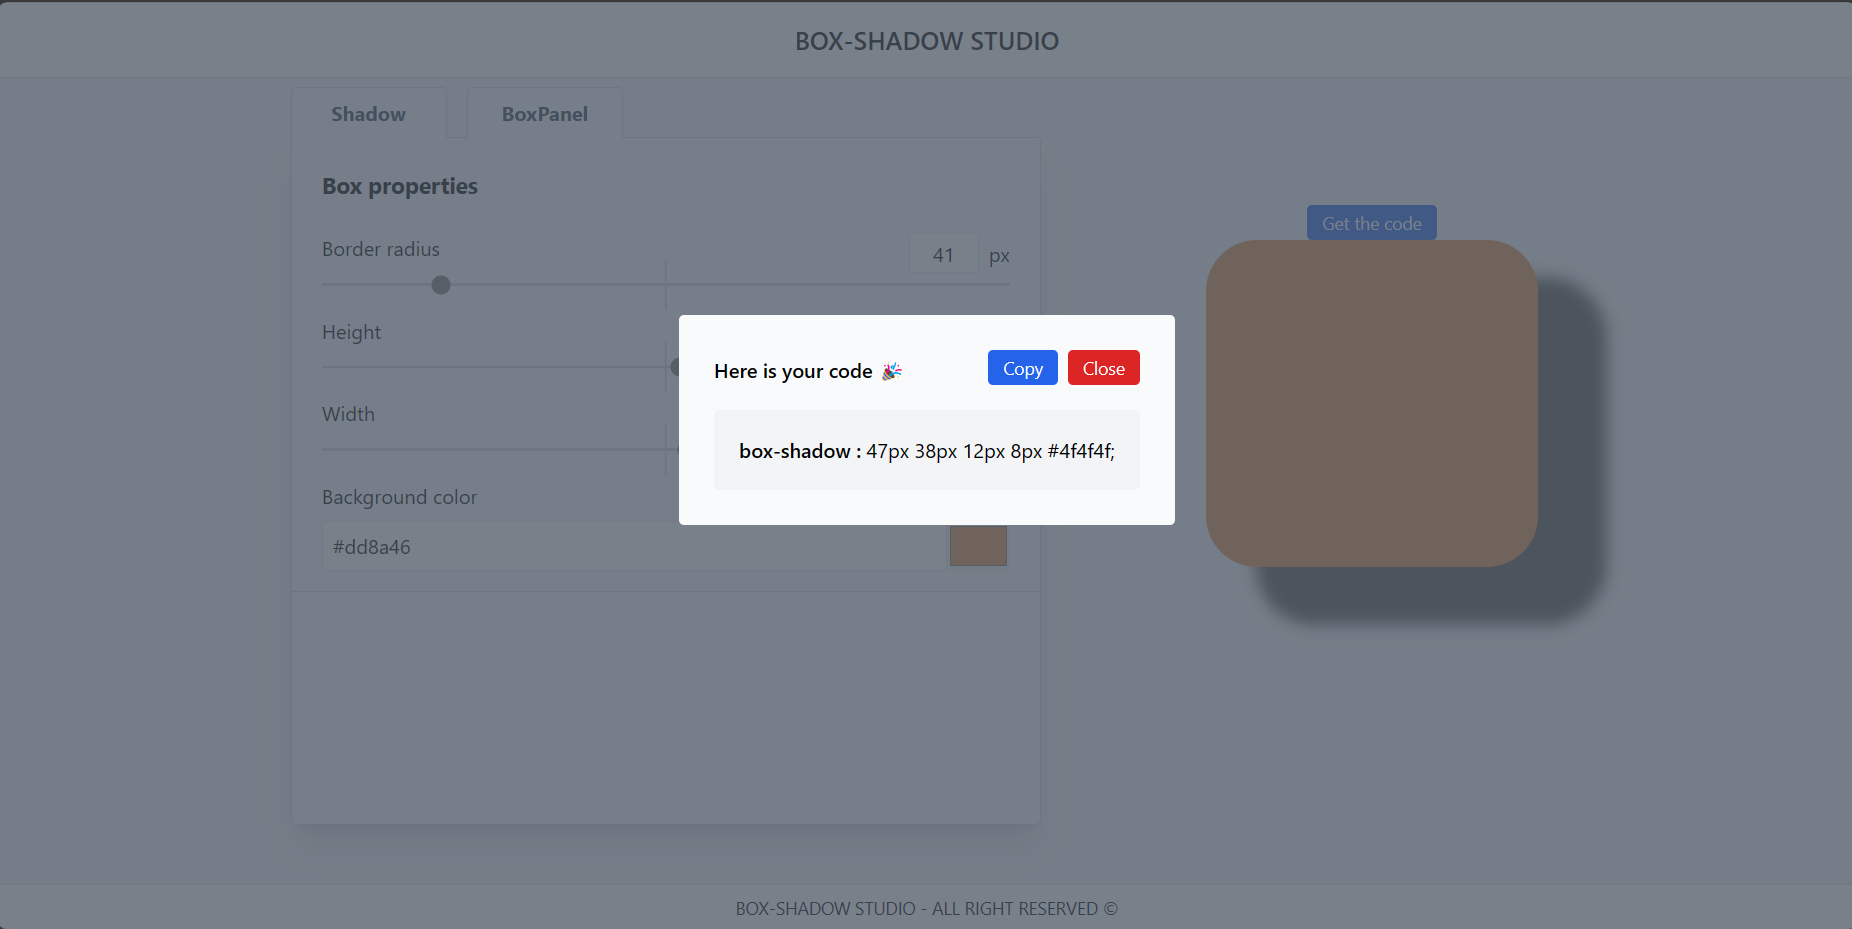 BOX-SHADOW STUDIO
Shadow BoxPanel
Box properties
Border radius 41 px
Height
Width
Background color
#dd8a46
Get the code
Here is your code 🎉 Copy Close
box-shadow : 47px 38px 12px 8px #4f4f4f;
BOX-SHADOW STUDIO - ALL RIGHT RESERVED ©